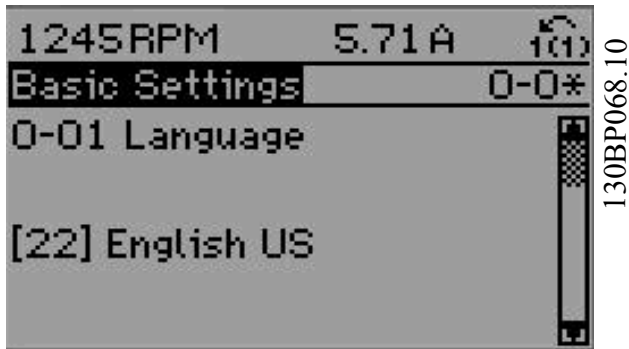 1245RPM 5.71A 1(1)
Basic Settings 0-0*
0-01 Language
[22] English US
130BP068.10